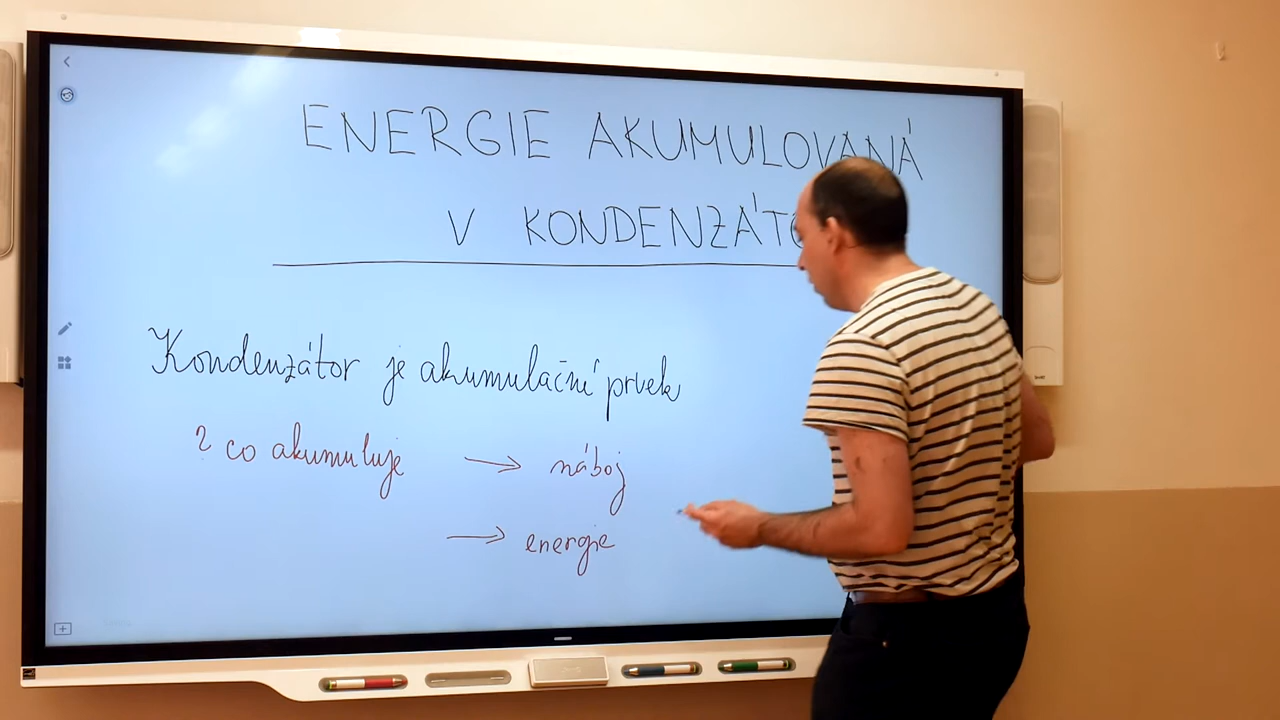 ENERGIE AKUMULOVANÁ
V KONDENZÁTO
Kondenzátor je akumulační prvek
? co akumuluje → náboj
→ energie